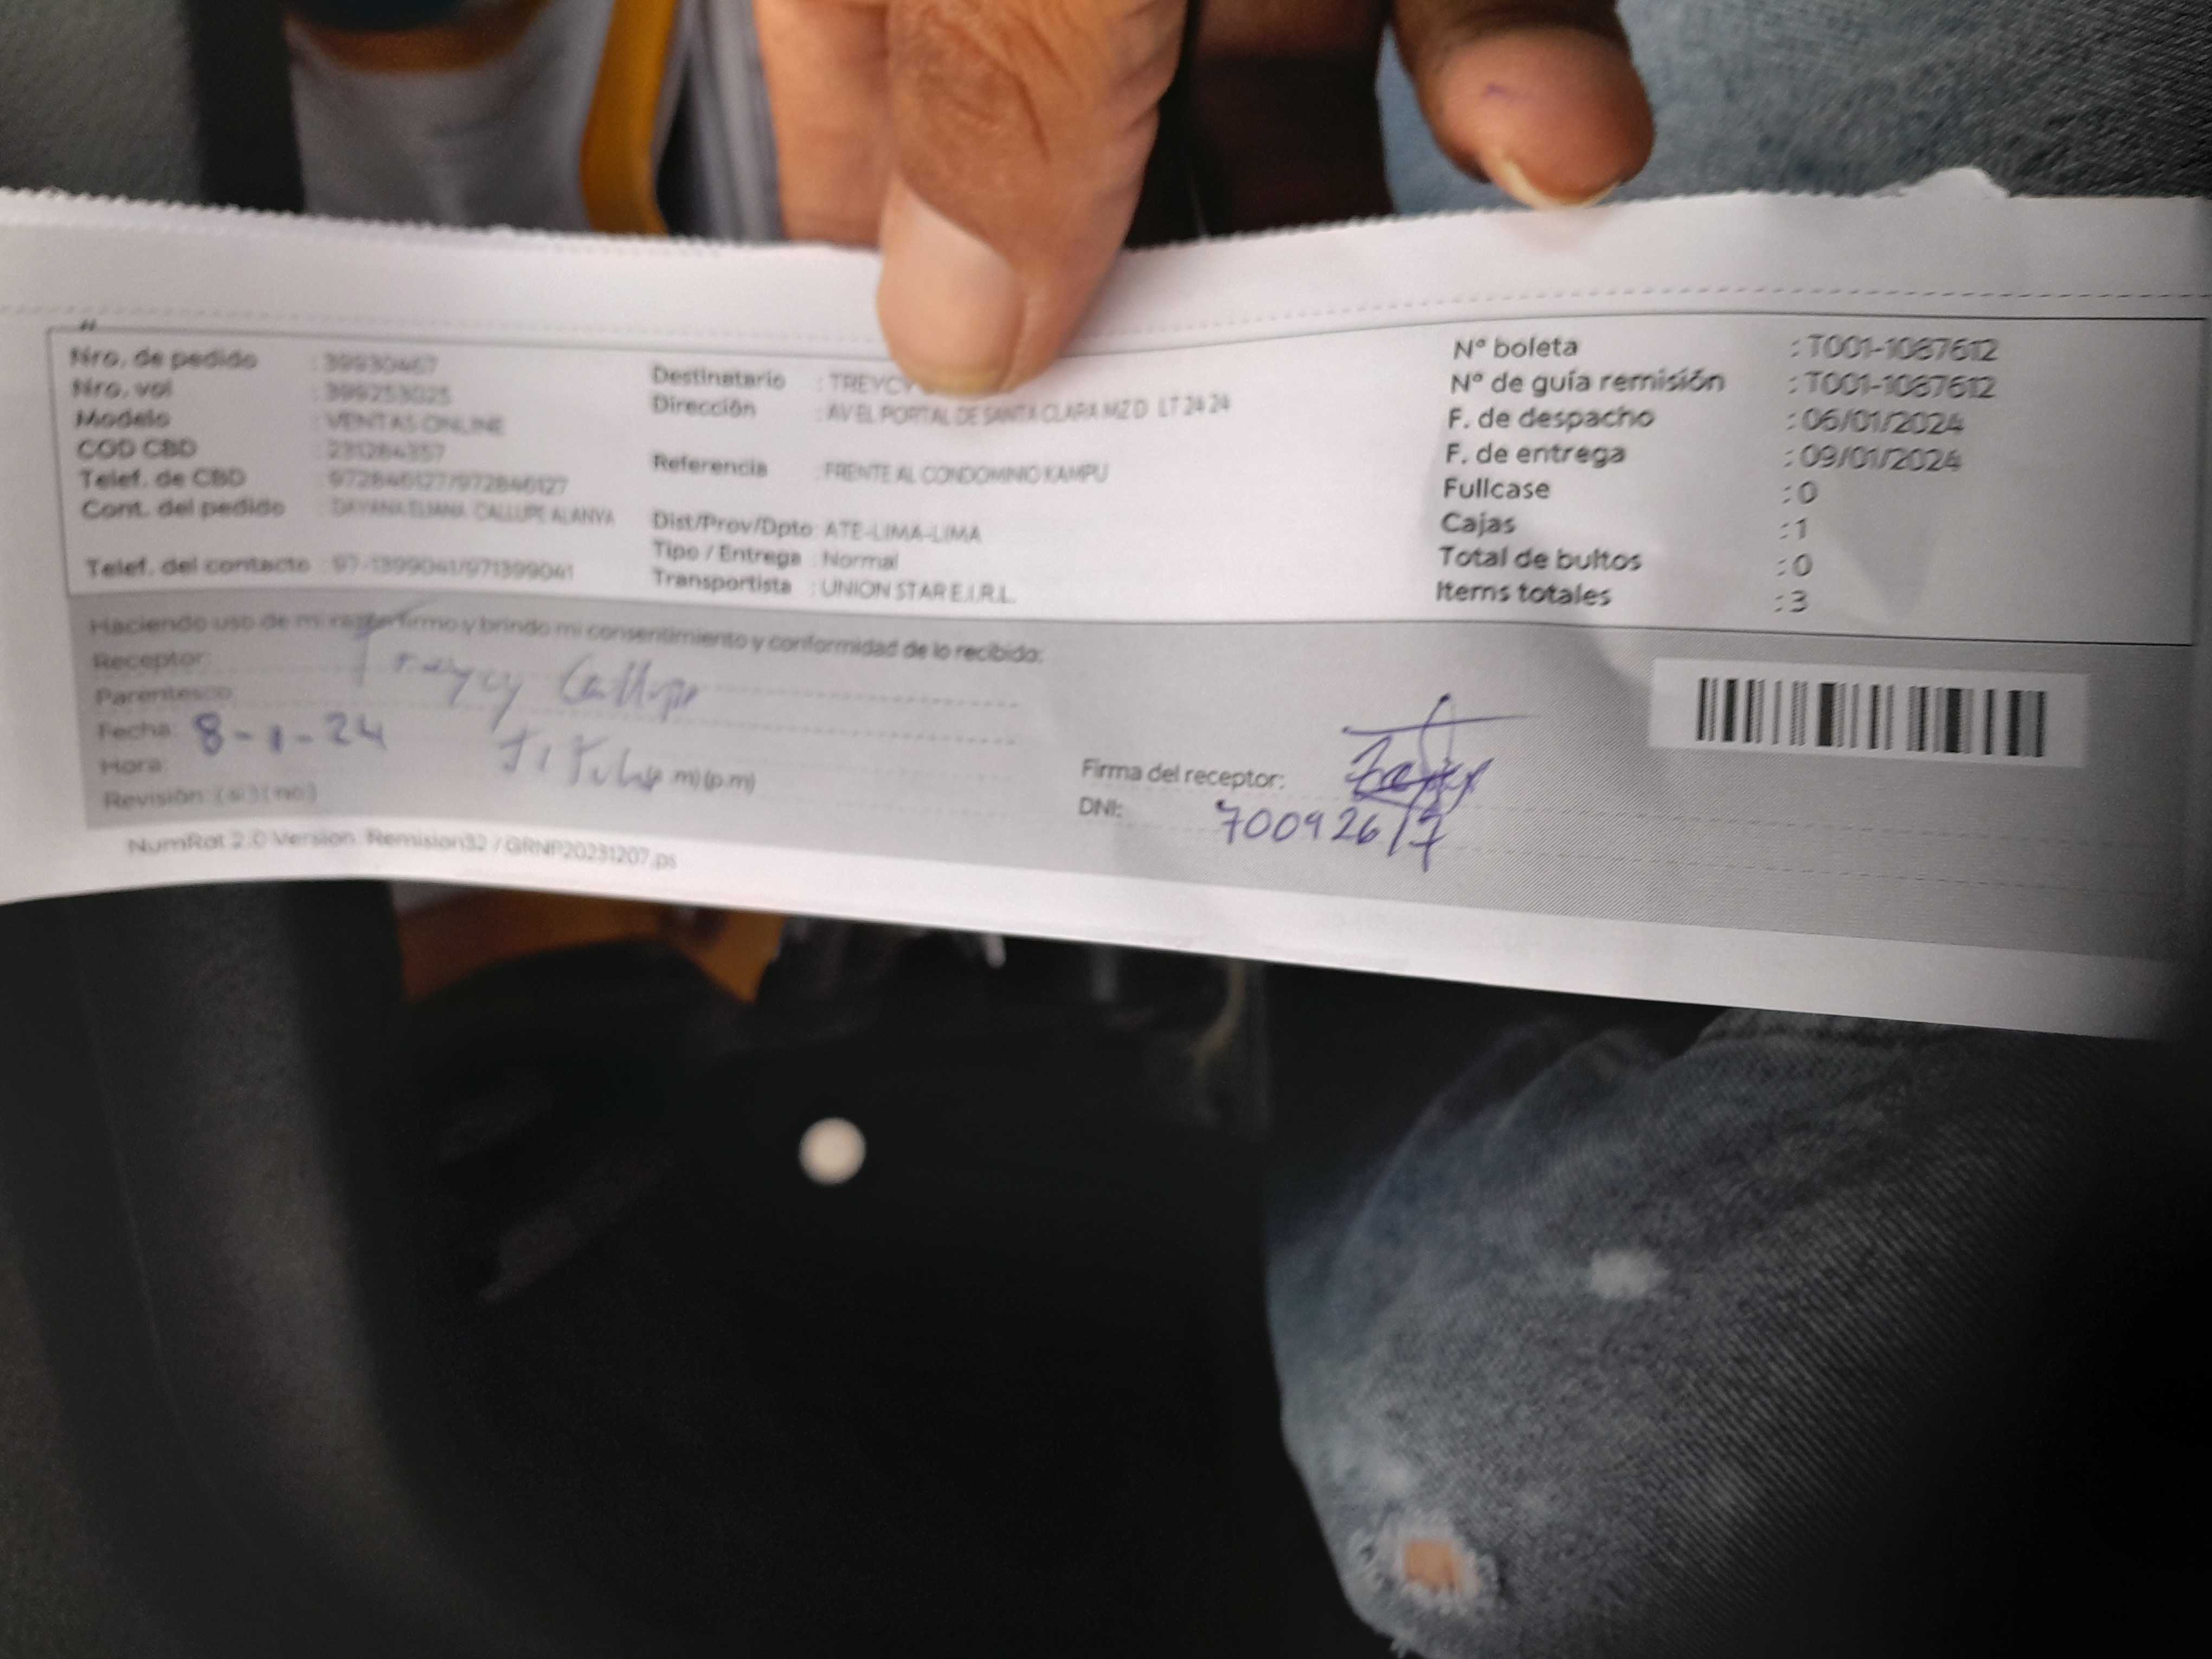 Nro. de pedido : 39930467
Nro. vol : 399253025
Modelo : VENTAS ONLINE
COD CBD : 231284357
Telef. de CBD : 972846127/972846127
Cont. del pedido : DAYANA ELIANA CALLUPE ALANYA
Telef. del contacto : 97-1399041/971399041
Destinatario : TREYCY
Dirección : AV EL PORTAL DE SANTA CLARA MZ D LT 24 24
Referencia : FRENTE AL CONDOMINIO KAMPU
Dist/Prov/Dpto : ATE-LIMA-LIMA
Tipo / Entrega : Normal
Transportista : UNION STAR E.I.R.L.
N° boleta : T001-1087612
N° de guía remisión : T001-1087612
F. de despacho : 06/01/2024
F. de entrega : 09/01/2024
Fullcase : 0
Cajas : 1
Total de bultos : 0
Items totales : 3
Haciendo uso de mi razón firmo y brindo mi consentimiento y conformidad de lo recibido:
Receptor: Treycy Callupe
Parentesco:
Fecha: 8-1-24
Hora: (a.m) (p.m)
Revisión: (si) (no)
Firma del receptor:
DNI: 70092617
NumRat 2.0 Version. Remision32 / GRNP20231207.ps